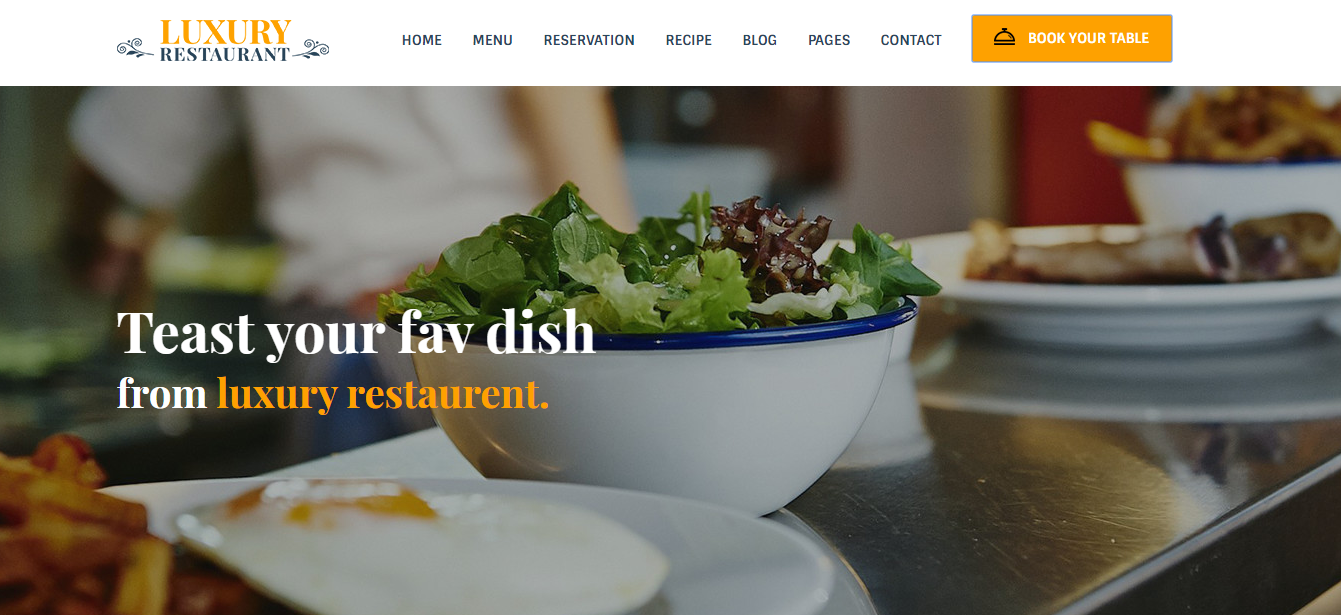 LUXURY
RESTAURANT
HOME MENU RESERVATION RECIPE BLOG PAGES CONTACT BOOK YOUR TABLE
Teast your fav dish
from luxury restaurent.